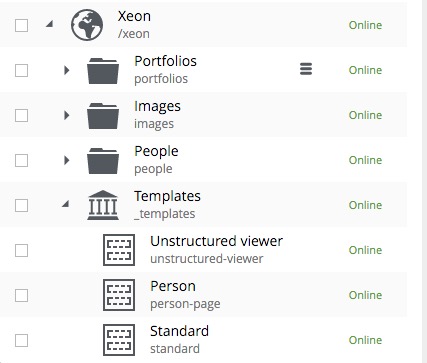 Xeon
/xeon
Online
Portfolios
portfolios
Online
Images
images
Online
People
people
Online
Templates
_templates
Online
Unstructured viewer
unstructured-viewer
Online
Person
person-page
Online
Standard
standard
Online